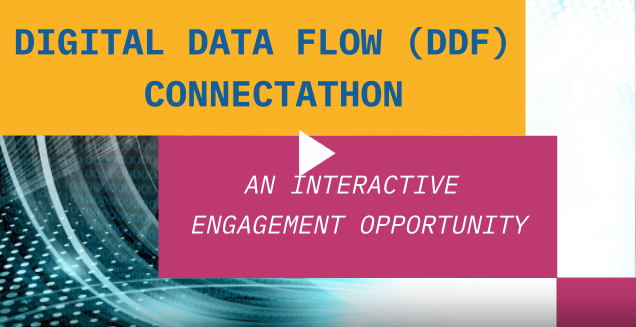 DIGITAL DATA FLOW (DDF)
CONNECTATHON
AN INTERACTIVE
ENGAGEMENT OPPORTUNITY